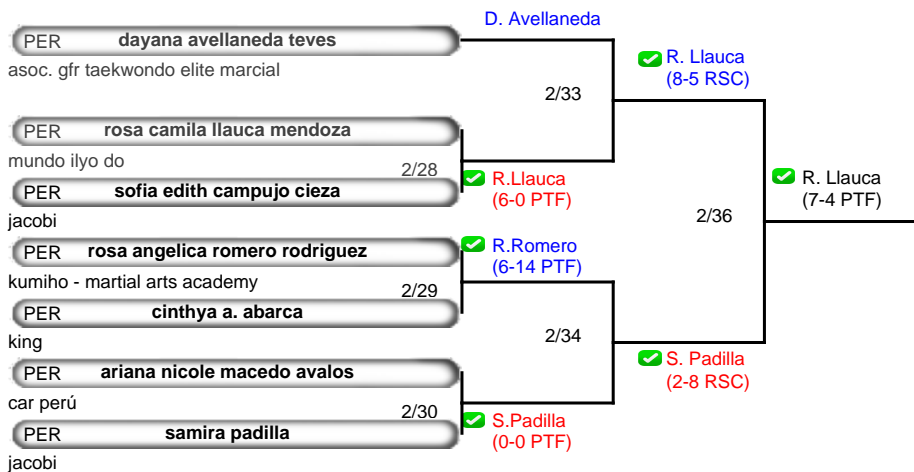 D. Avellaneda
PER dayana avellaneda teves
asoc. gfr taekwondo elite marcial
R. Llauca
(8-5 RSC)
2/33
PER rosa camila llauca mendoza
mundo ilyo do
2/28
R.Llauca
(6-0 PTF)
PER sofia edith campujo cieza
jacobi
R. Llauca
(7-4 PTF)
2/36
PER rosa angelica romero rodriguez
kumiho - martial arts academy
R.Romero
(6-14 PTF)
2/29
PER cinthya a. abarca
king
2/34
S. Padilla
(2-8 RSC)
PER ariana nicole macedo avalos
car perú
2/30
S.Padilla
(0-0 PTF)
PER samira padilla
jacobi